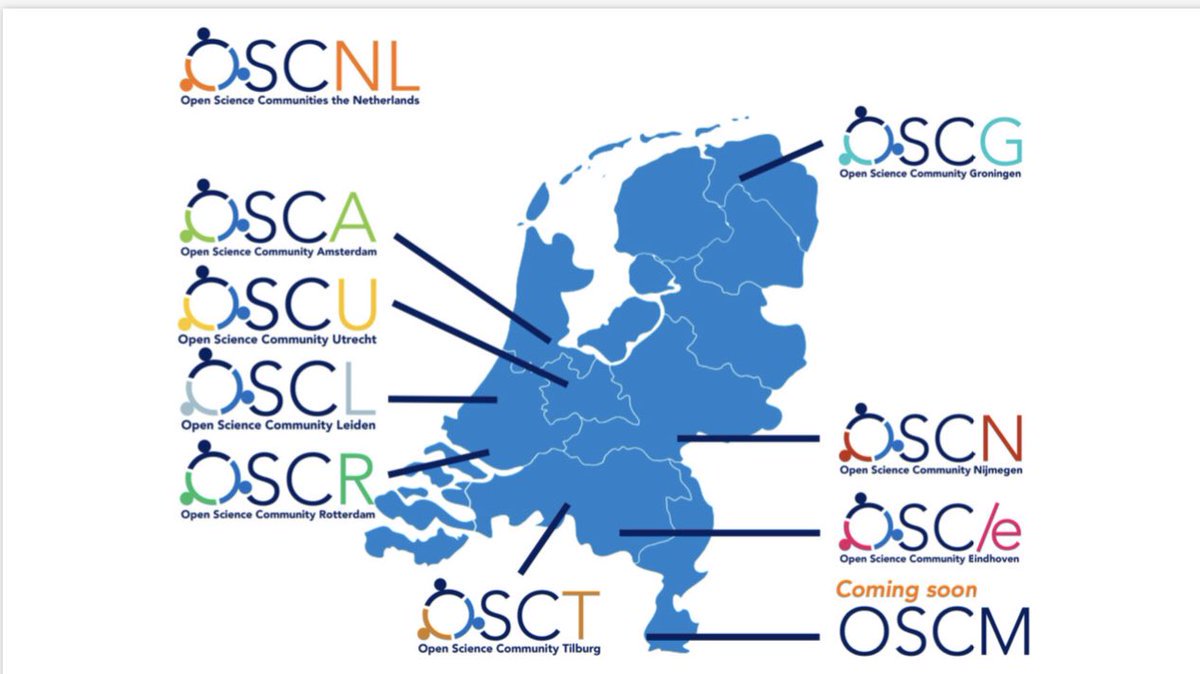 OSCNL
Open Science Communities the Netherlands
OSCG
Open Science Community Groningen
OSCA
Open Science Community Amsterdam
OSCU
Open Science Community Utrecht
OSCL
Open Science Community Leiden
OSCR
Open Science Community Rotterdam
OSCN
Open Science Community Nijmegen
OSC/e
Open Science Community Eindhoven
Coming soon
OSCM
OSCT
Open Science Community Tilburg